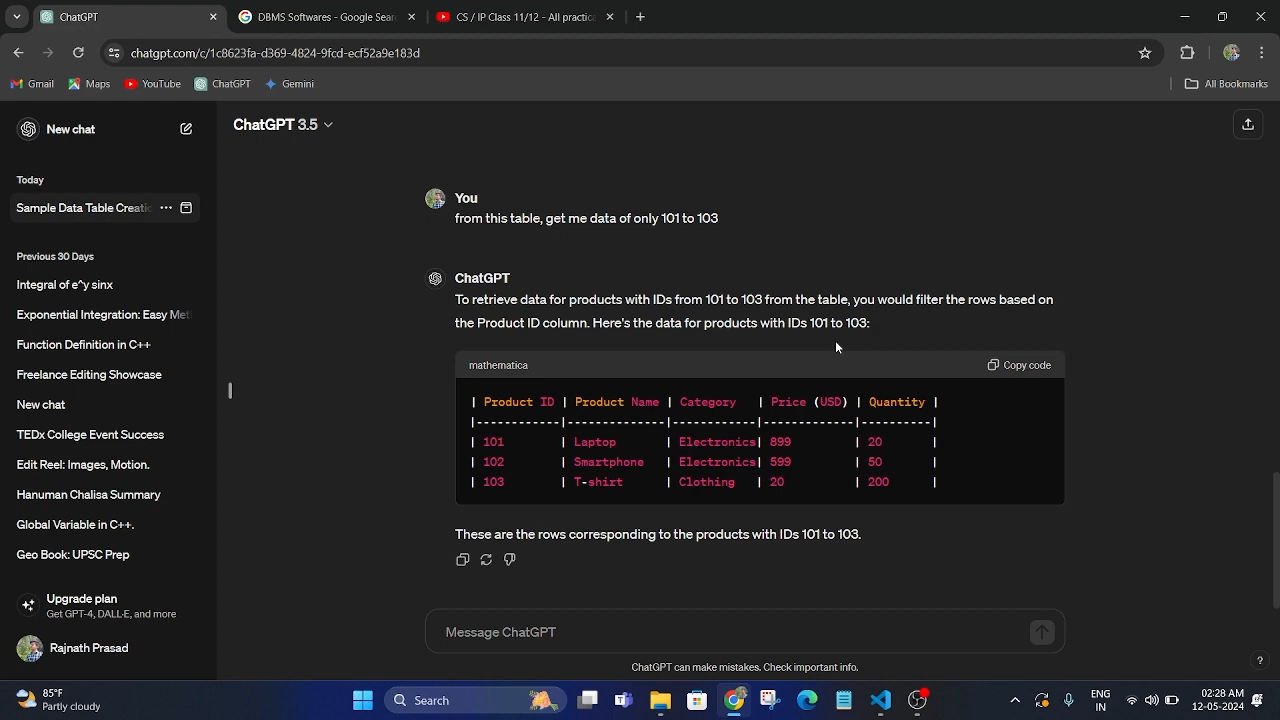 ChatGPT
DBMS Softwares - Google Searc
CS / IP Class 11/12 - All practica
chatgpt.com/c/1c8623fa-d369-4824-9fcd-ecf52a9e183d
Gmail
Maps
YouTube
ChatGPT
Gemini
All Bookmarks
New chat
ChatGPT 3.5
Today
Sample Data Table Creatic
Previous 30 Days
Integral of e^y sinx
Exponential Integration: Easy Met
Function Definition in C++
Freelance Editing Showcase
New chat
TEDx College Event Success
Edit Reel: Images, Motion.
Hanuman Chalisa Summary
Global Variable in C++.
Geo Book: UPSC Prep
Upgrade plan
Get GPT-4, DALL·E, and more
Rajnath Prasad
You
from this table, get me data of only 101 to 103
ChatGPT
To retrieve data for products with IDs from 101 to 103 from the table, you would filter the rows based on
the Product ID column. Here's the data for products with IDs 101 to 103:
mathematica
Copy code
| Product ID | Product Name | Category   | Price (USD) | Quantity |
|------------|--------------|------------|-------------|----------|
| 101        | Laptop       | Electronics| 899         | 20       |
| 102        | Smartphone   | Electronics| 599         | 50       |
| 103        | T-shirt      | Clothing   | 20          | 200      |
These are the rows corresponding to the products with IDs 101 to 103.
Message ChatGPT
ChatGPT can make mistakes. Check important info.
?
85°F
Partly cloudy
Search
ENG
IN
02:28 AM
12-05-2024